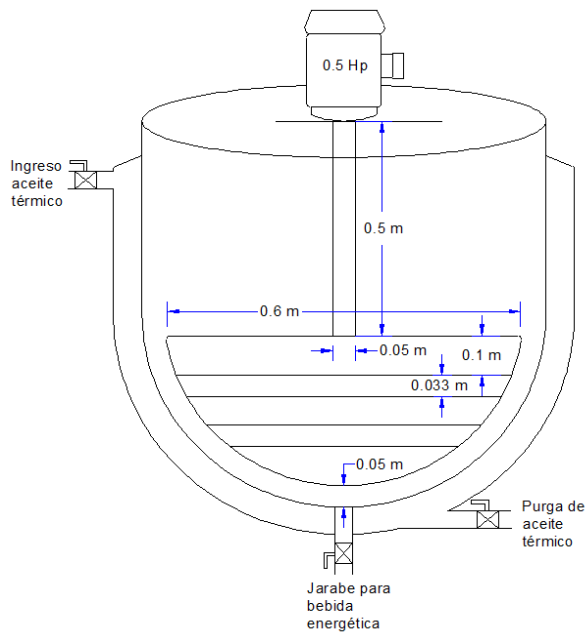 0.5 Hp
Ingreso
aceite
térmico
0.5 m
0.6 m
0.05 m
0.1 m
0.033 m
0.05 m
Purga de
aceite
térmico
Jarabe para
bebida
energética